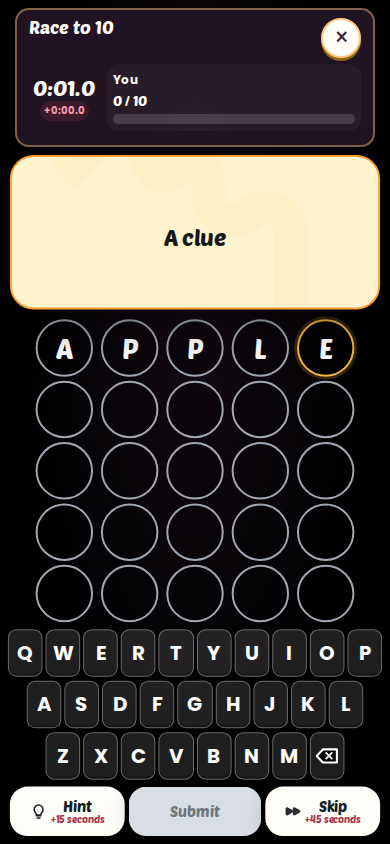 Race to 10
×
0:01.0
+0:00.0
You
0 / 10
A clue
A P P L E
Q W E R T Y U I O P
A S D F G H J K L
Z X C V B N M
Hint
+15 seconds
Submit
Skip
+45 seconds